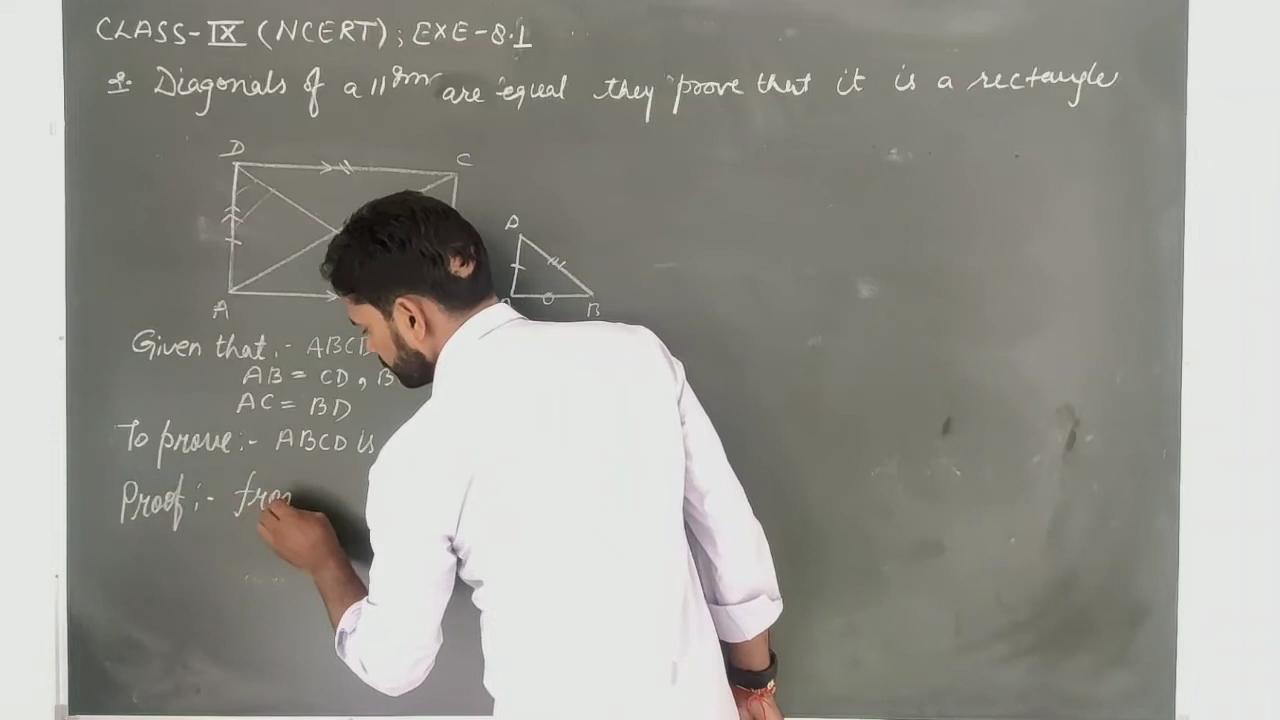 CLASS-IX (NCERT); EXE-8.1
Q. Diagonals of a ||gm are equal they prove that it is a rectangle
D
C
D
A
B
Given that :- ABCD
AB = CD, B
AC = BD
To prove :- ABCD is
Proof :- fro